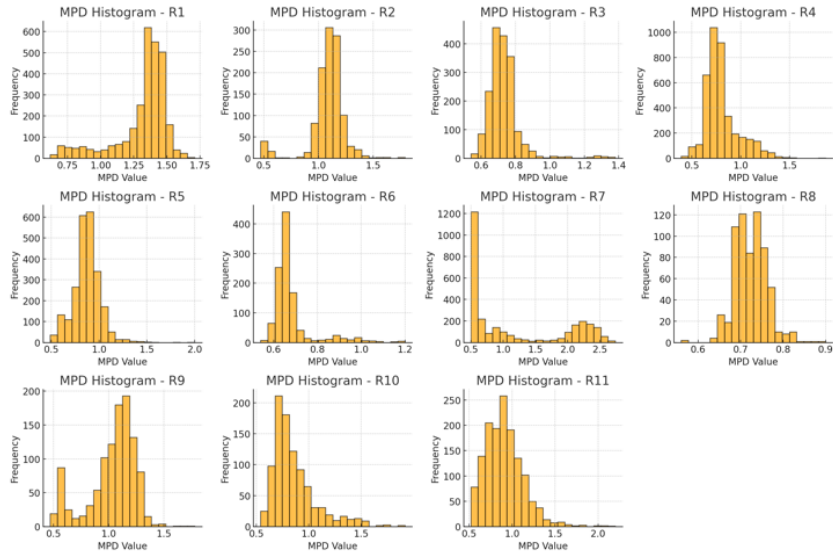 MPD Histogram - R1
MPD Histogram - R2
MPD Histogram - R3
MPD Histogram - R4
Frequency
600
500
400
300
200
100
0
0.75 1.00 1.25 1.50 1.75
MPD Value
Frequency
300
250
200
150
100
50
0
0.5 1.0 1.5
MPD Value
Frequency
400
300
200
100
0
0.6 0.8 1.0 1.2 1.4
MPD Value
Frequency
1000
800
600
400
200
0
0.5 1.0 1.5
MPD Value
MPD Histogram - R5
MPD Histogram - R6
MPD Histogram - R7
MPD Histogram - R8
Frequency
600
500
400
300
200
100
0
0.5 1.0 1.5 2.0
MPD Value
Frequency
400
300
200
100
0
0.6 0.8 1.0 1.2
MPD Value
Frequency
1200
1000
800
600
400
200
0
0.5 1.0 1.5 2.0 2.5
MPD Value
Frequency
120
100
80
60
40
20
0
0.6 0.7 0.8 0.9
MPD Value
MPD Histogram - R9
MPD Histogram - R10
MPD Histogram - R11
Frequency
200
150
100
50
0
0.5 1.0 1.5
MPD Value
Frequency
200
150
100
50
0
0.5 1.0 1.5
MPD Value
Frequency
250
200
150
100
50
0
0.5 1.0 1.5 2.0
MPD Value